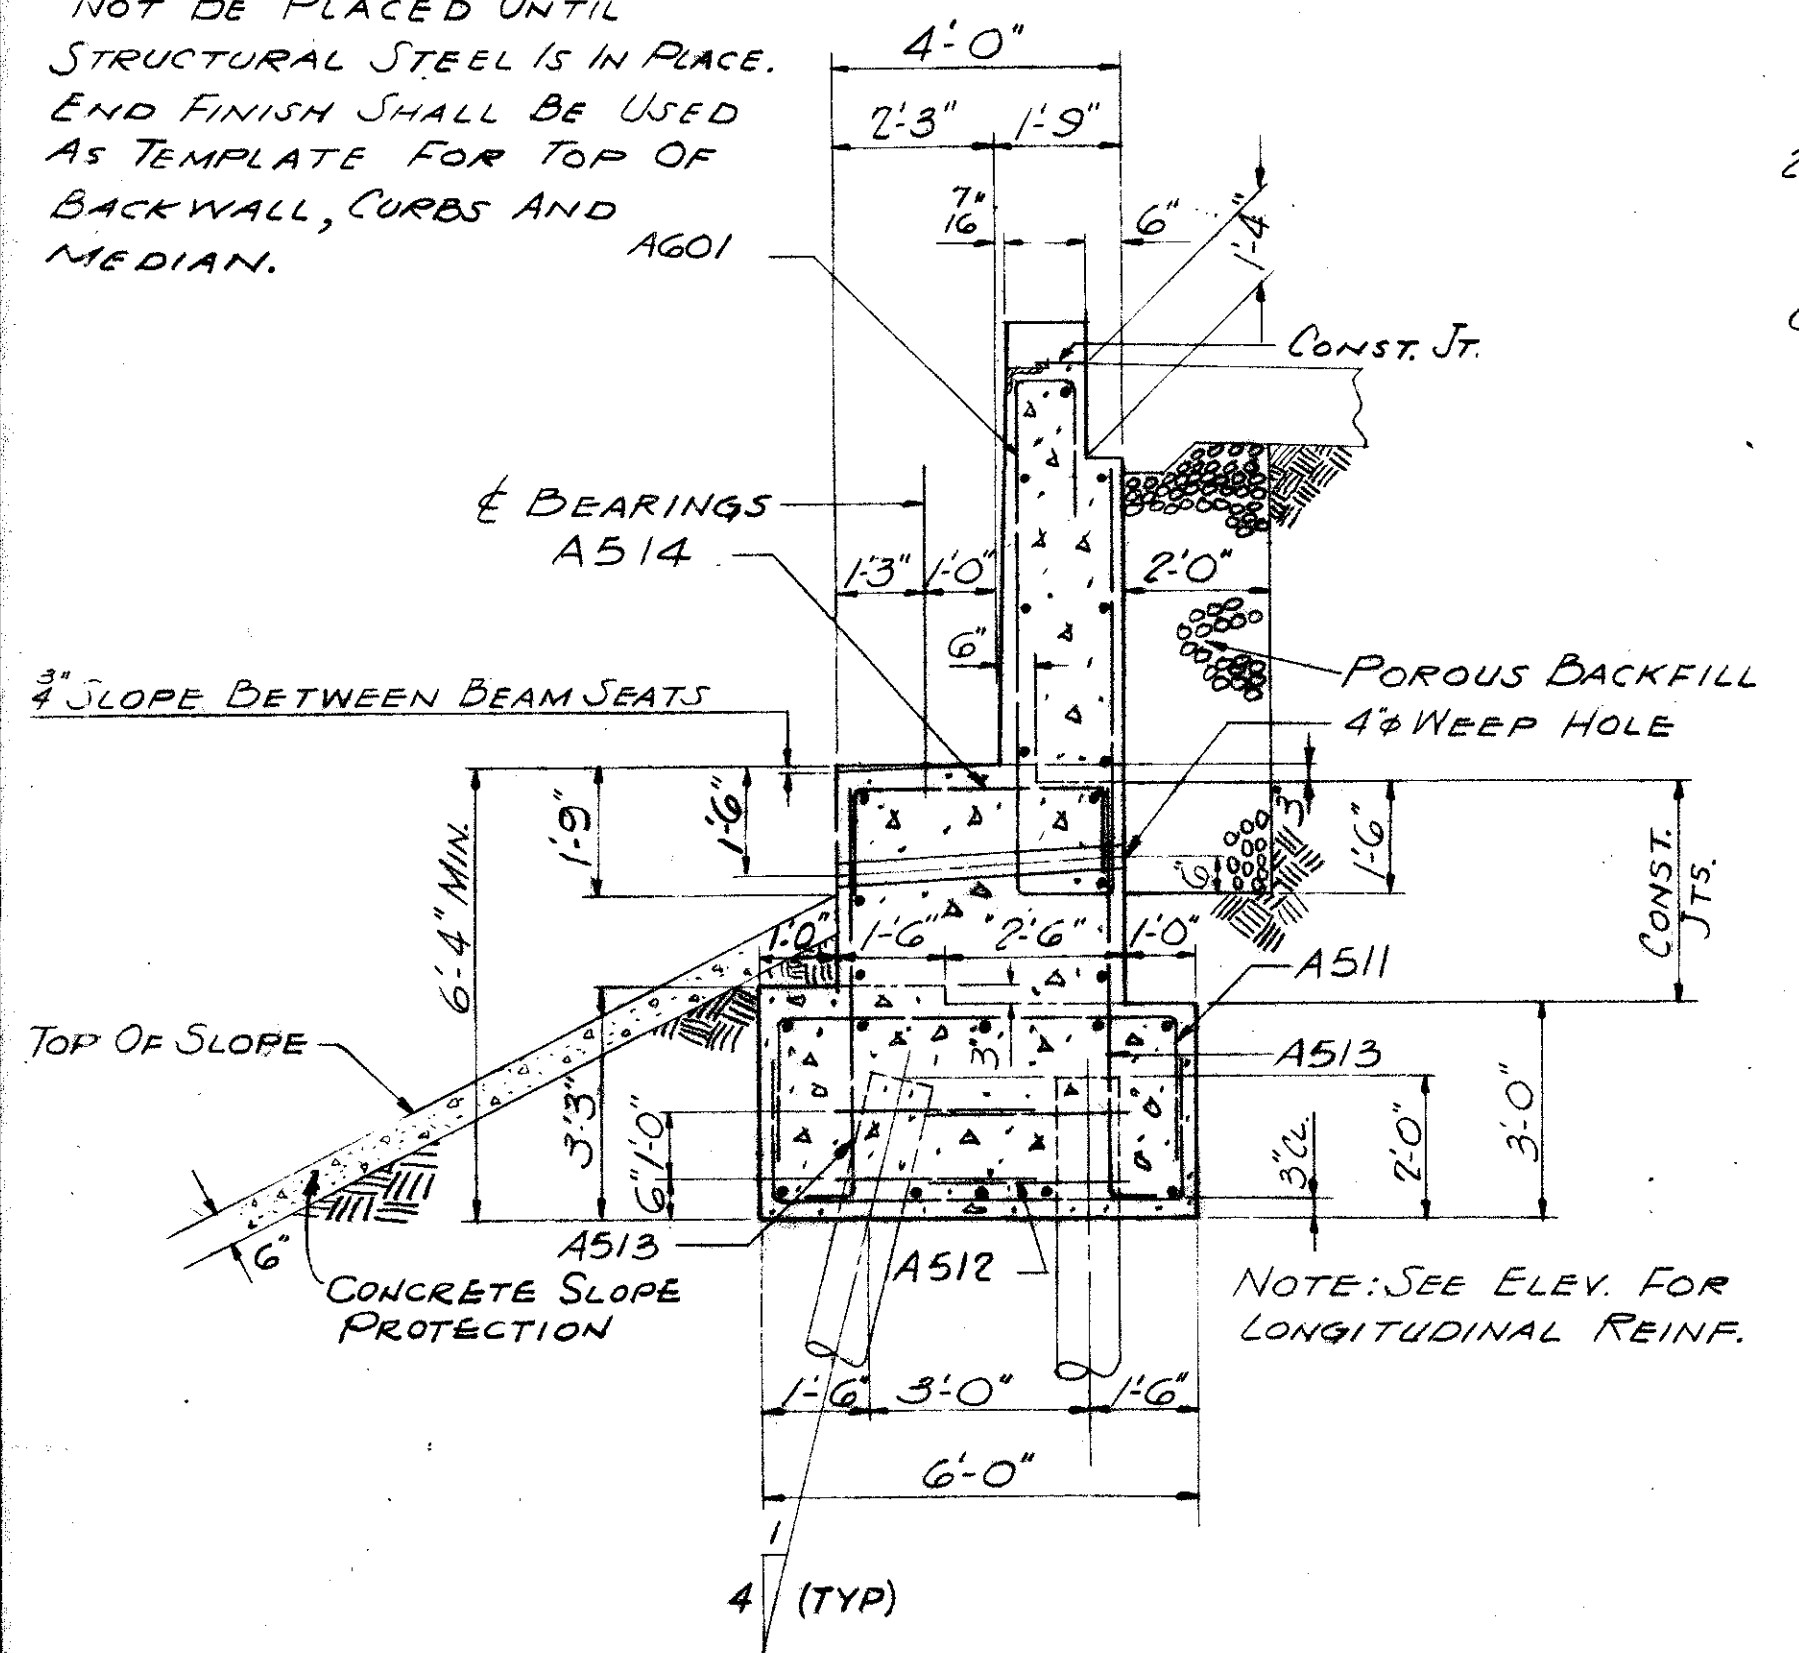 NOT BE PLACED UNTIL
STRUCTURAL STEEL IS IN PLACE.
END FINISH SHALL BE USED
AS TEMPLATE FOR TOP OF
BACKWALL, CURBS AND
MEDIAN.
4'-0"
2'-3"
1'-9"
7"
16
6"
1'-4"
A601
CONST. JT.
℄ BEARINGS
A514
1'-3"
1'-0"
2'-0"
6"
3/4" SLOPE BETWEEN BEAM SEATS
POROUS BACKFILL
4"φ WEEP HOLE
6'-4" MIN.
1'-9"
1'-6"
3"
1'-6"
6"
CONST.
JTS.
1'-0"
1'-6"
2'-6"
1'-0"
A511
TOP OF SLOPE
3"
A513
3'-3"
1'-0"
6"
3" CL.
2'-0"
3'-0"
6"
A513
A512
CONCRETE SLOPE
PROTECTION
NOTE: SEE ELEV. FOR
LONGITUDINAL REINF.
1'-6"
3'-0"
1'-6"
6'-0"
1
4 (TYP)